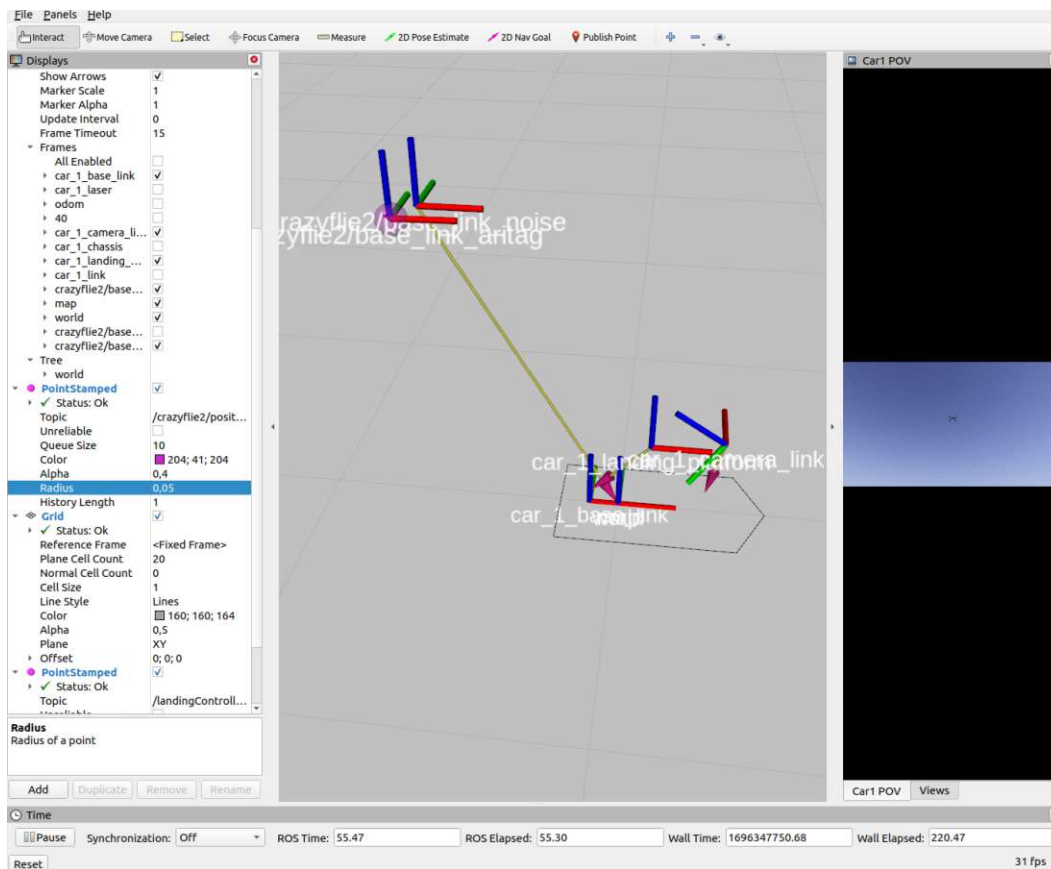 File Panels Help
Interact Move Camera Select Focus Camera Measure 2D Pose Estimate 2D Nav Goal Publish Point
Displays
Show Arrows
Marker Scale 1
Marker Alpha 1
Update Interval 0
Frame Timeout 15
Frames
All Enabled
car_1_base_link
car_1_laser
odom
40
car_1_camera_li...
car_1_chassis
car_1_landing_...
car_1_link
crazyflie2/base...
map
world
crazyflie2/base...
crazyflie2/base...
Tree
world
PointStamped
Status: Ok
Topic /crazyflie2/posit...
Unreliable
Queue Size 10
Color 204; 41; 204
Alpha 0,4
Radius 0,05
History Length 1
Grid
Status: Ok
Reference Frame <Fixed Frame>
Plane Cell Count 20
Normal Cell Count 0
Cell Size 1
Line Style Lines
Color 160; 160; 164
Alpha 0,5
Plane XY
Offset 0; 0; 0
PointStamped
Status: Ok
Topic /landingControll...
Radius
Radius of a point
Add Duplicate Remove Rename
razyflie2/base_link_noise
zyflie2/base_link_aritag
car_1_landing_platform
camera_link
car_1_base_link
Car1 POV
Car1 POV Views
Time
Pause Synchronization: Off ROS Time: 55.47 ROS Elapsed: 55.30 Wall Time: 1696347750.68 Wall Elapsed: 220.47
Reset 31 fps